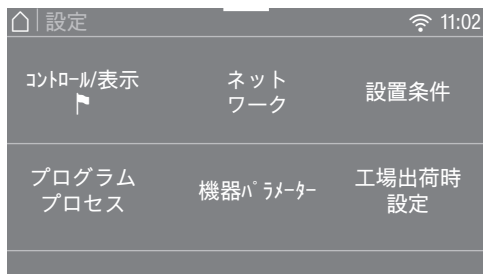 設定 11:02
コントロール/表示
ネット
ワーク
設置条件
プログラム
プロセス
機器パラメーター
工場出荷時
設定